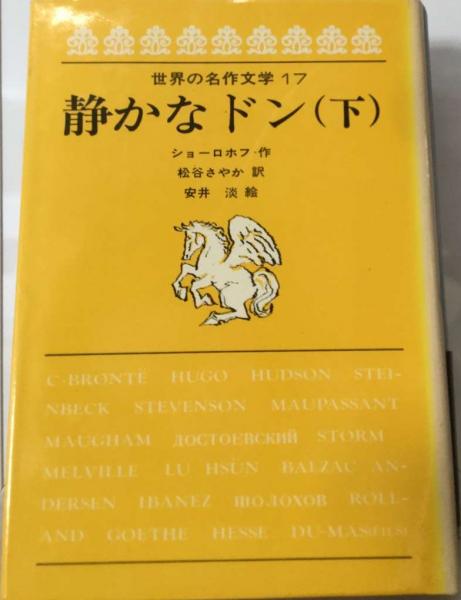 世界の名作文学 17
静かなドン(下)
ショーロホフ・作
松谷さやか 訳
安井 淡 絵
C·BRONTË HUGO HUDSON STEI-
NBECK STEVENSON MAUPASSANT
MAUGHAM ДОСТОЕВСКИЙ STORM
MELVILLE LU HSÜN BALZAC AN-
DERSEN IBANEZ ШОЛОХОВ ROLL-
AND GOETHE HESSE DU-MAS(FILS)